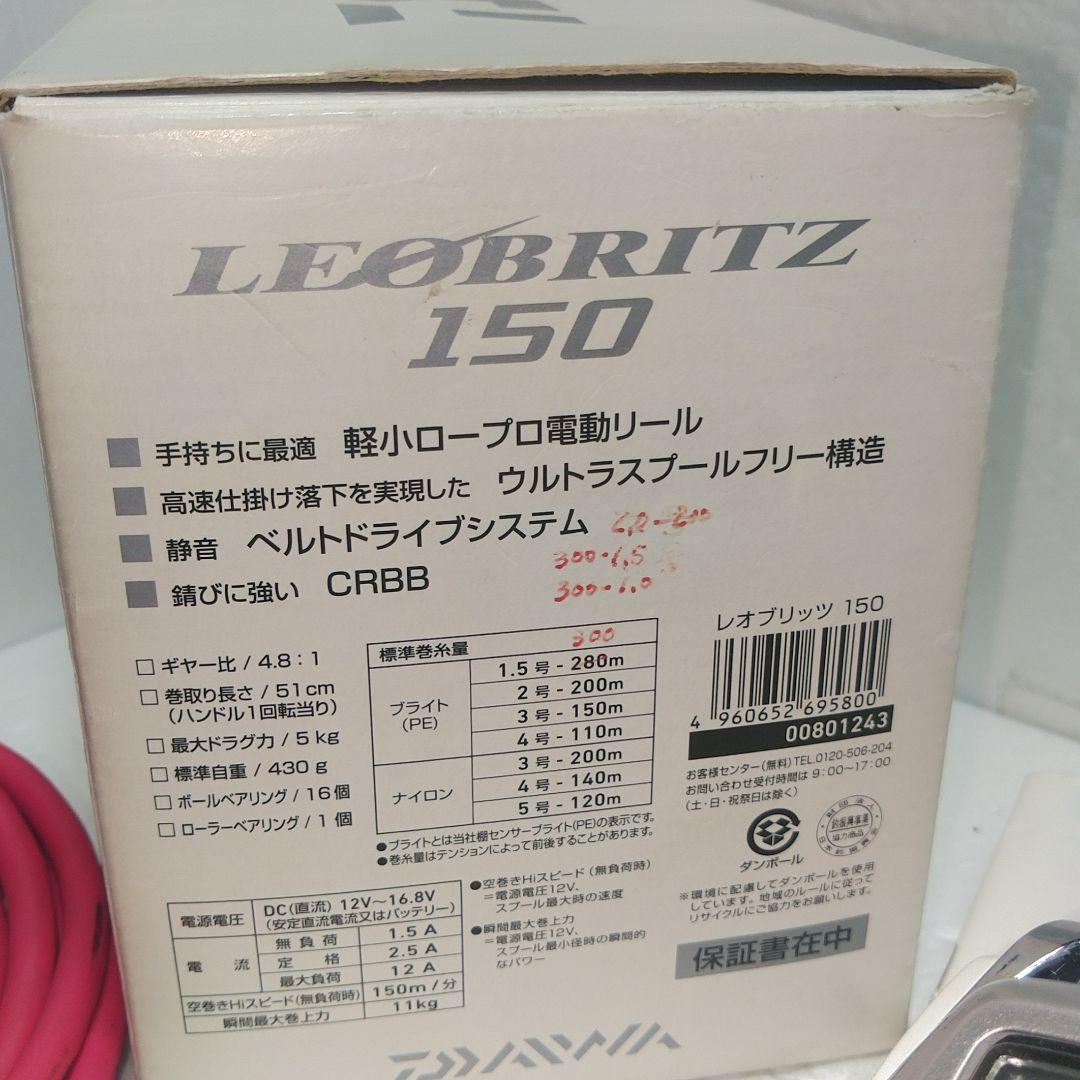 LEOBRITZ
150
手持ちに最適 軽小ロープロ電動リール
高速仕掛け落下を実現した ウルトラスプールフリー構造
静音 ベルトドライブシステム
錆びに強い CRBB
300-1.5
300-1.0
300
□ ギヤー比 / 4.8:1
□ 巻取り長さ / 51cm
(ハンドル1回転当り)
□ 最大ドラグ力 / 5kg
□ 標準自重 / 430g
□ ボールベアリング / 16個
□ ローラーベアリング / 1個
標準巻糸量
ブライト
(PE)
1.5号-280m
2号-200m
3号-150m
4号-110m
ナイロン
3号-200m
4号-140m
5号-120m
●ブライトとは当社棚センサーブライト(PE)の表示です。
●巻糸量はテンションによって前後することがあります。
レオブリッツ 150
4 960652 695800
00801243
お客様センター(無料)TEL.0120-506-204
お問い合わせ受付時間は 9:00~17:00
(土・日・祝祭日は除く)
ダンボール
※環境に配慮してダンボールを使用
しています。地域のルールに従って
リサイクルにご協力をお願いします。
保証書在中
電源電圧 DC(直流) 12V~16.8V
(安定直流電流又はバッテリー)
電流
無負荷 1.5A
定格 2.5A
最大負荷 12A
空巻きHiスピード(無負荷時) 150m/分
瞬間最大巻上力 11kg
●空巻きHiスピード(無負荷時)
=電源電圧12V、
スプール最大時の速度
●瞬間最大巻上力
=電源電圧12V、
スプール最小径時の瞬間的
なパワー
DAIWA